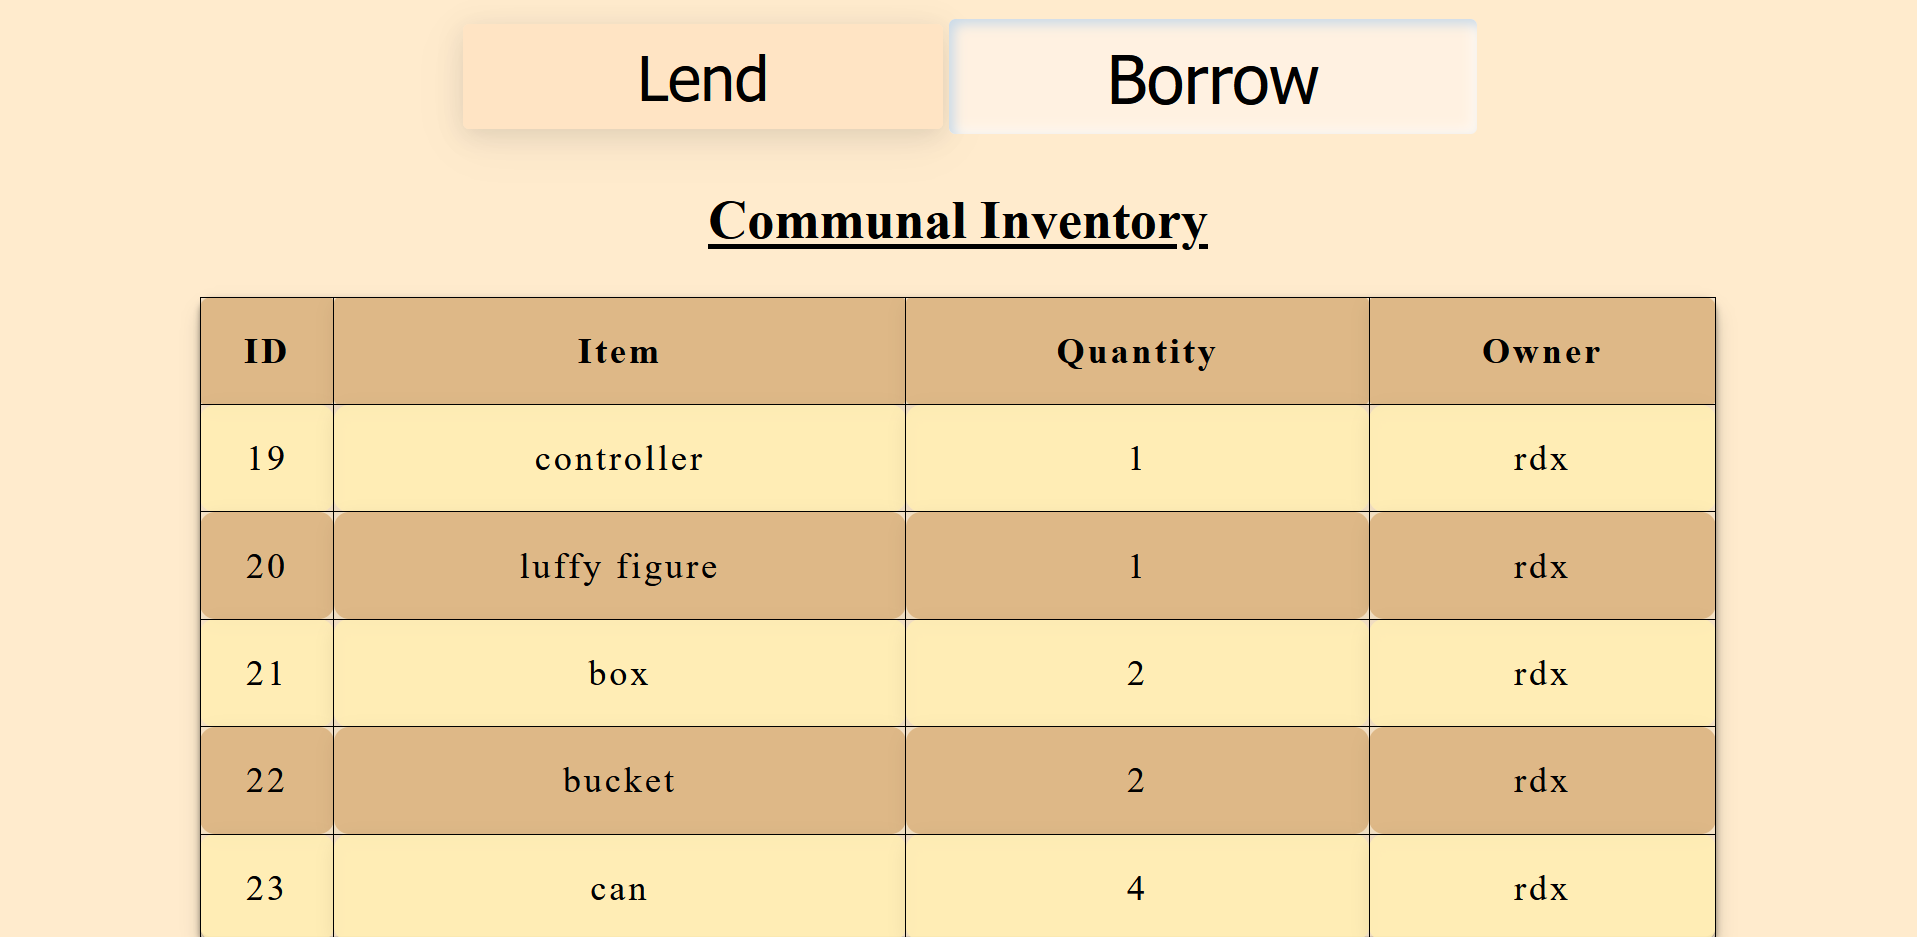 Lend Borrow
Communal Inventory
ID Item Quantity Owner
19 controller 1 rdx
20 luffy figure 1 rdx
21 box 2 rdx
22 bucket 2 rdx
23 can 4 rdx